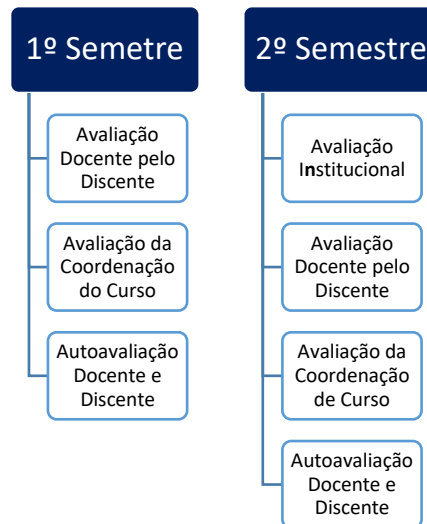 1º Semetre
Avaliação
Docente pelo
Discente
Avaliação da
Coordenação
do Curso
Autoavaliação
Docente e
Discente
2º Semestre
Avaliação
Institucional
Avaliação
Docente pelo
Discente
Avaliação da
Coordenação
de Curso
Autoavaliação
Docente e
Discente